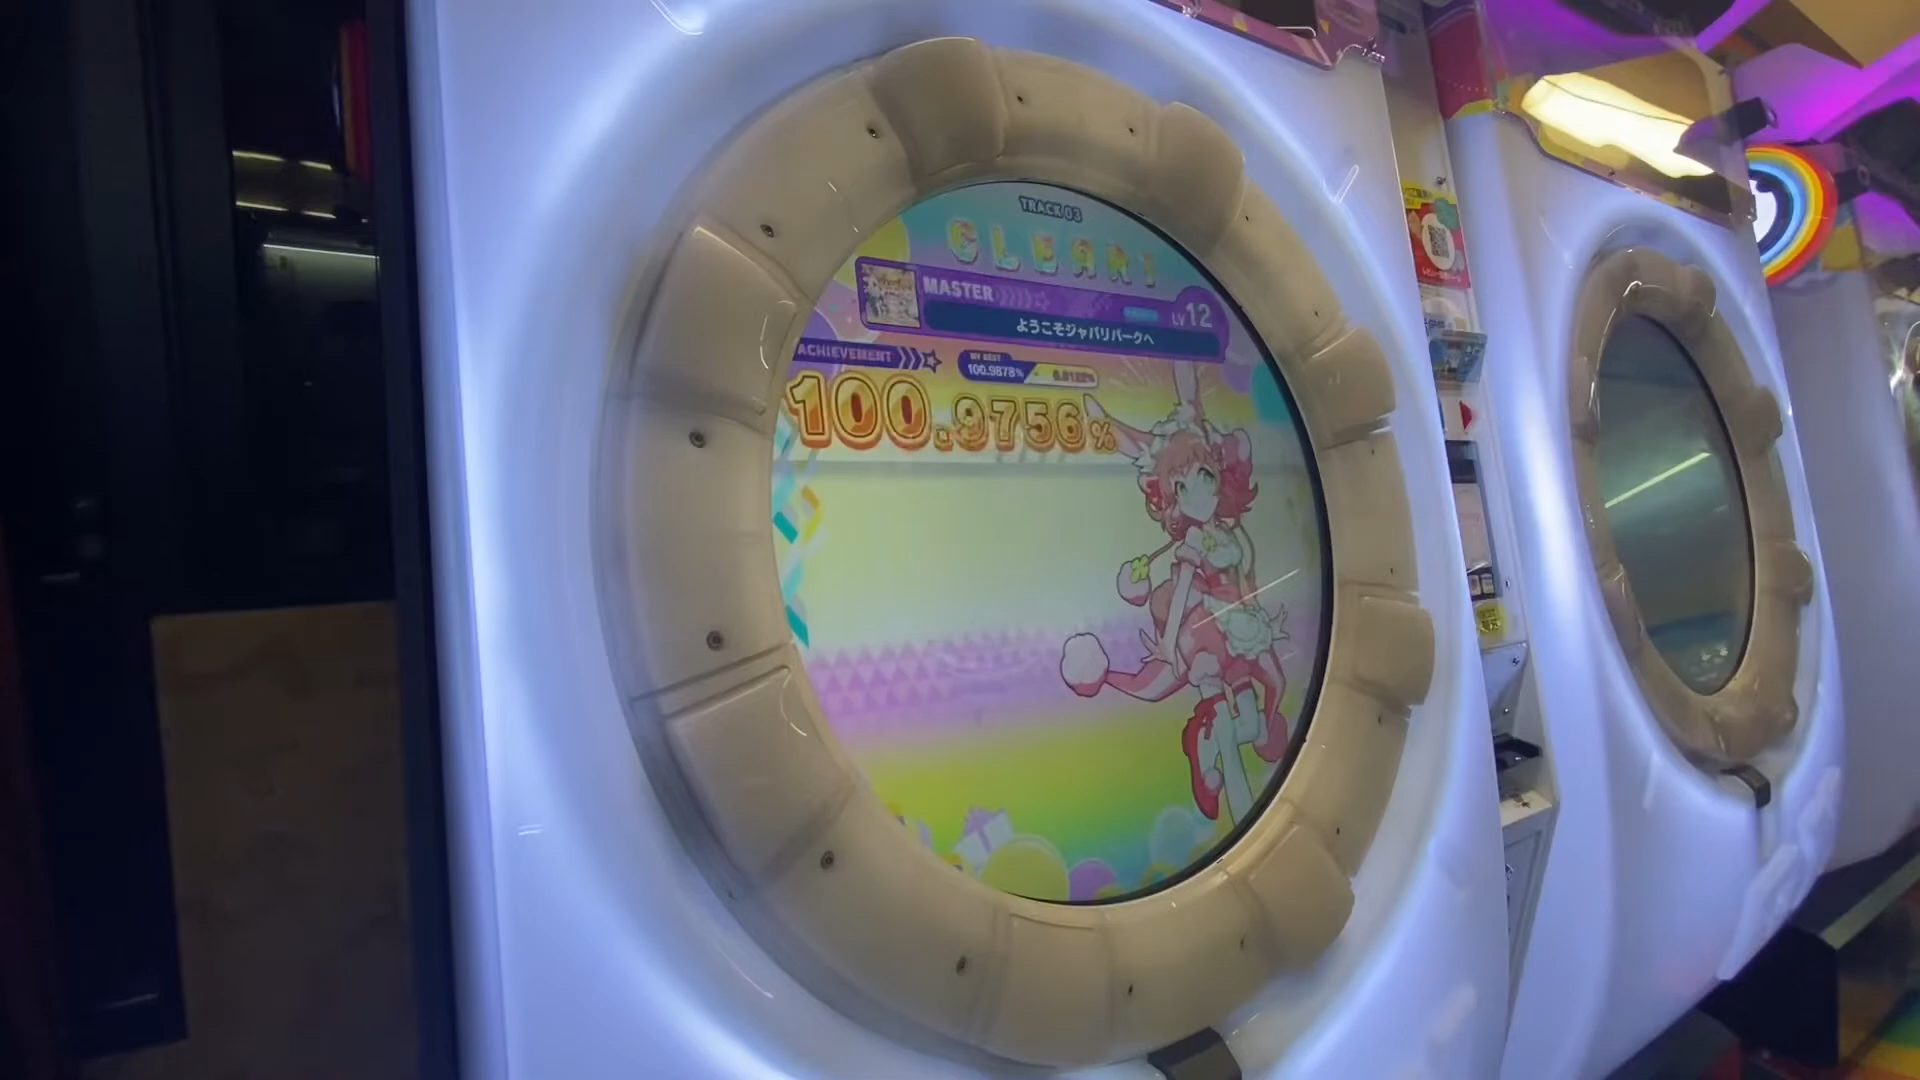 TRACK 03
CLEAR!
MASTER
LV 12
ようこそジャパリパークへ
ACHIEVEMENT
MY BEST
100.9878%
100.9756%